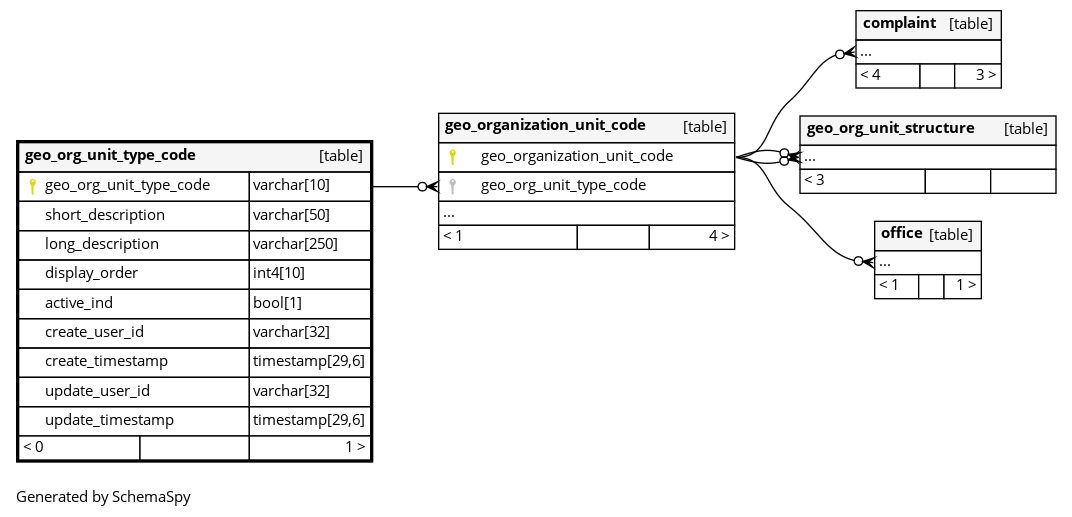 geo_org_unit_type_code [table]
geo_org_unit_type_code varchar[10]
short_description varchar[50]
long_description varchar[250]
display_order int4[10]
active_ind bool[1]
create_user_id varchar[32]
create_timestamp timestamp[29,6]
update_user_id varchar[32]
update_timestamp timestamp[29,6]
< 0 1 >
geo_organization_unit_code [table]
geo_organization_unit_code
geo_org_unit_type_code
...
< 1 4 >
complaint [table]
...
< 4 3 >
geo_org_unit_structure [table]
...
< 3
office [table]
...
< 1 1 >
Generated by SchemaSpy